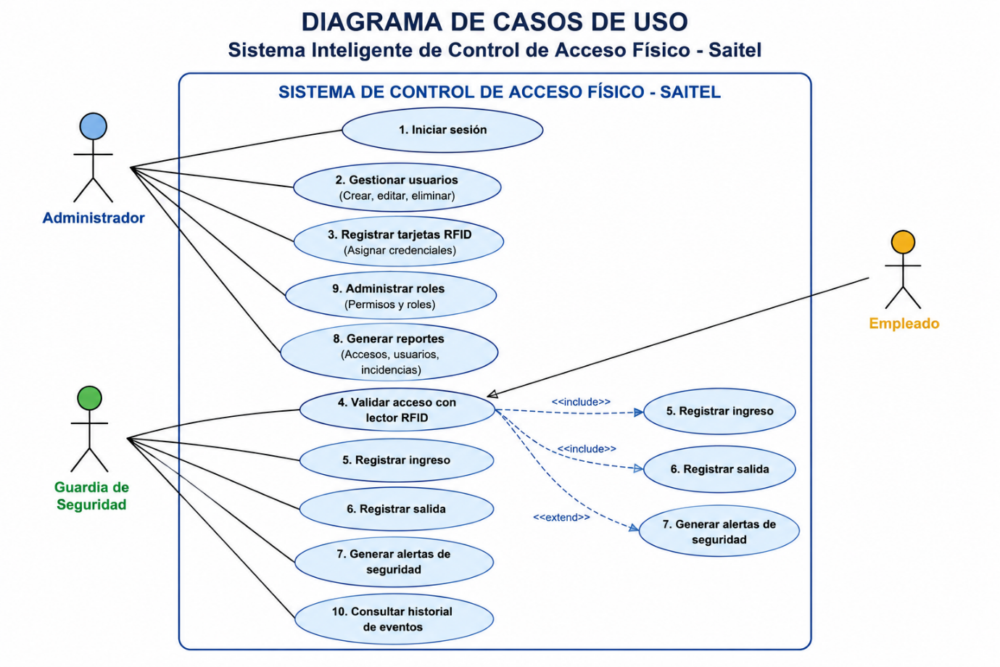 DIAGRAMA DE CASOS DE USO
Sistema Inteligente de Control de Acceso Físico - Saitel
SISTEMA DE CONTROL DE ACCESO FÍSICO - SAITEL
1. Iniciar sesión
2. Gestionar usuarios
(Crear, editar, eliminar)
Administrador
3. Registrar tarjetas RFID
(Asignar credenciales)
9. Administrar roles
(Permisos y roles)
Empleado
8. Generar reportes
(Accesos, usuarios,
incidencias)
4. Validar acceso con
lector RFID
<<include>>
5. Registrar ingreso
<<include>>
6. Registrar salida
<<extend>>
7. Generar alertas de
seguridad
Guardia de
Seguridad
5. Registrar ingreso
6. Registrar salida
7. Generar alertas de
seguridad
10. Consultar historial
de eventos